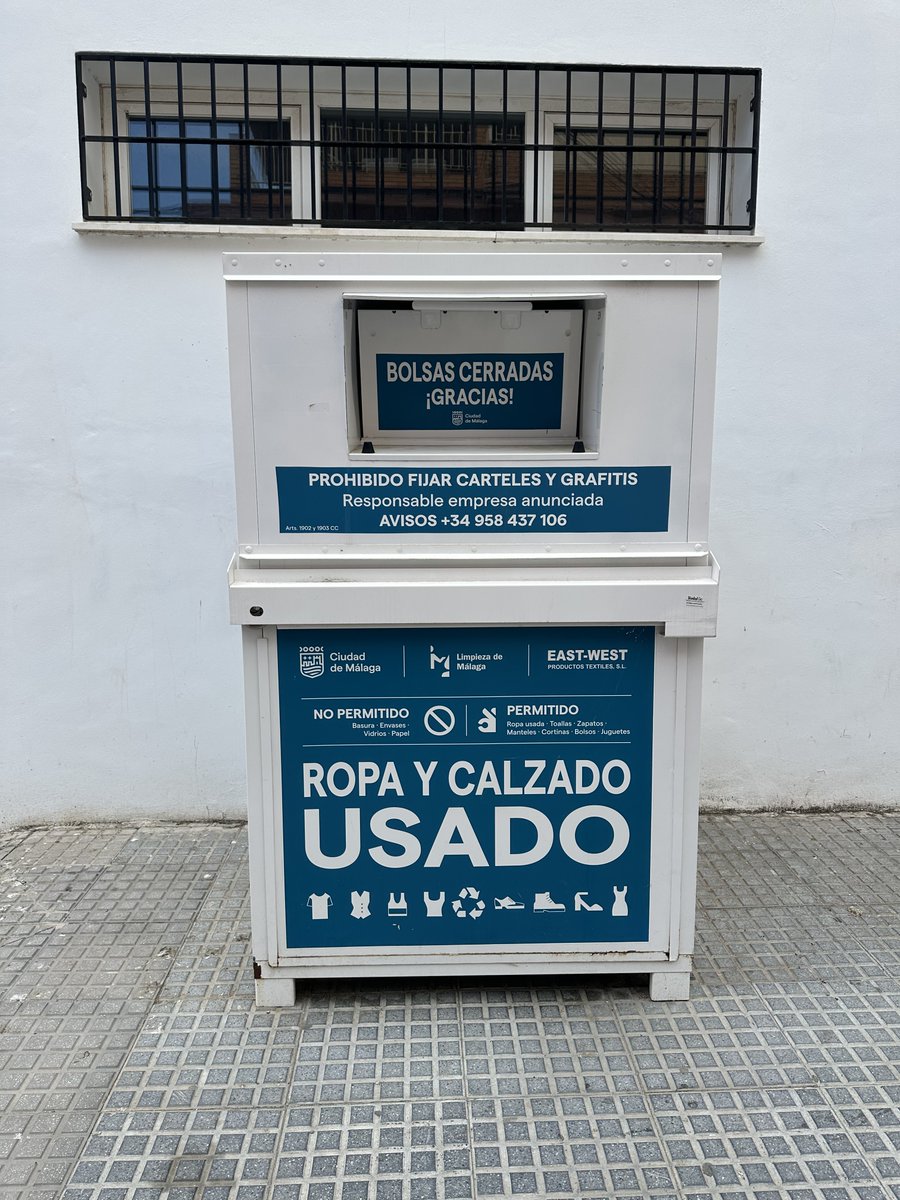 BOLSAS CERRADAS
¡GRACIAS!
Ciudad
de Málaga
PROHIBIDO FIJAR CARTELES Y GRAFITIS
Responsable empresa anunciada
AVISOS +34 958 437 106
Arts. 1902 y 1903 CC
Ciudad
de Málaga
Limpieza de
Málaga
EAST-WEST
PRODUCTOS TEXTILES, S.L.
NO PERMITIDO
Basura · Envases ·
Vidrios · Papel
PERMITIDO
Ropa usada · Toallas · Zapatos ·
Manteles · Cortinas · Bolsos · Juguetes
ROPA Y CALZADO
USADO